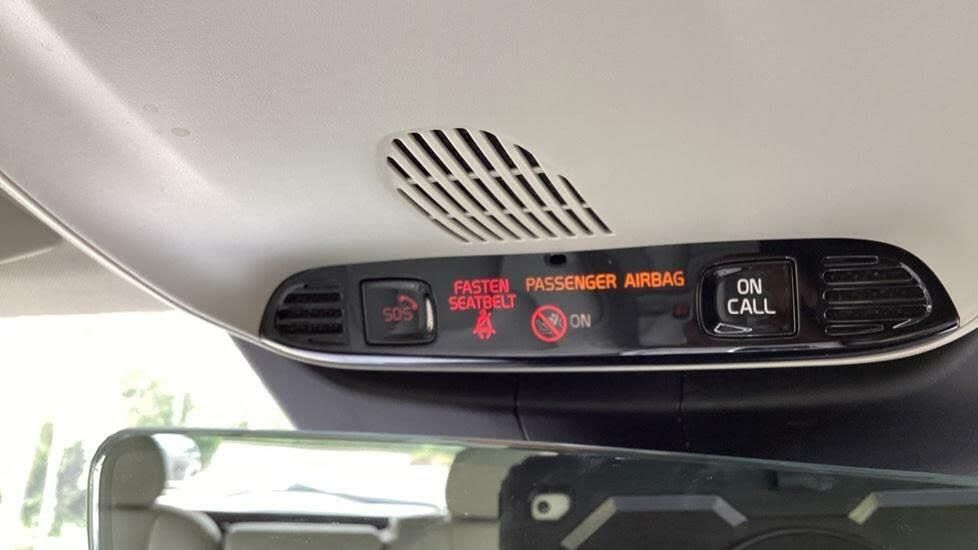 SOS
FASTEN
SEATBELT
PASSENGER AIRBAG
ON
ON
CALL